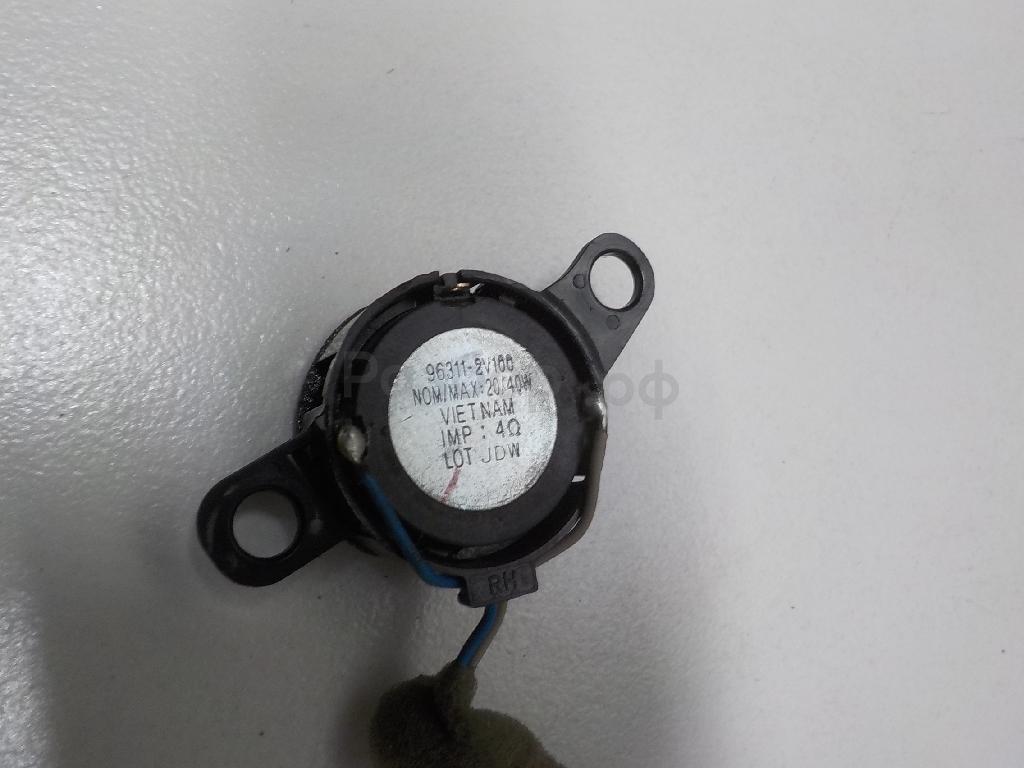 96311-2V100
NOM/MAX:20/40W
VIETNAM
IMP : 4Ω
LOT JDW
RH